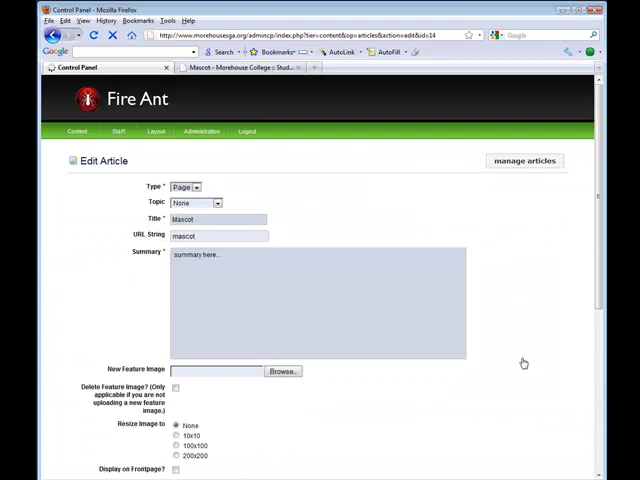 Control Panel - Mozilla Firefox
File Edit View History Bookmarks Tools Help
http://www.morehousesga.org/admincp/index.php?tier=content&op=articles&action=edit&id=14
Google
Google Search Bookmarks AutoLink AutoFill
Control Panel
Mascot - Morehouse College :: Stud...
Fire Ant
Content Staff Layout Administration Logout
Edit Article
manage articles
Type * Page
Topic None
Title * Mascot
URL String mascot
Summary * summary here...
New Feature Image Browse..
Delete Feature Image? (Only
applicable if you are not
uploading a new feature
image.)
Resize Image to None
10x10
100x100
200x200
Display on Frontpage?